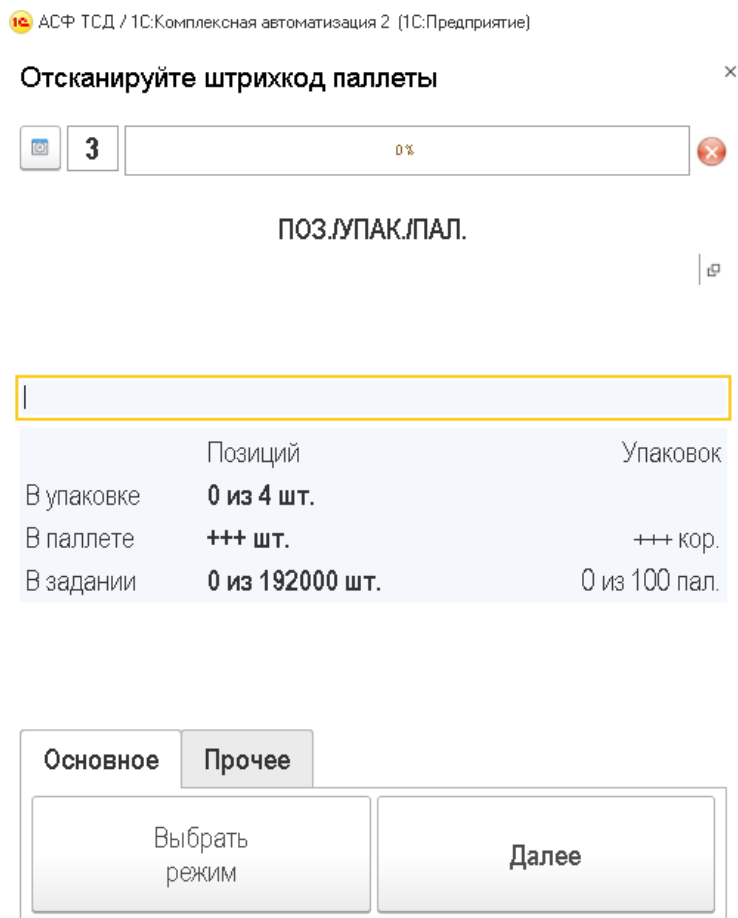 1С АСФ ТСД / 1С:Комплексная автоматизация 2 (1С:Предприятие)
Отсканируйте штрихкод паллеты
3 0 %
ПОЗ./УПАК./ПАЛ.
Позиций Упаковок
В упаковке 0 из 4 шт.
В паллете +++ шт. +++ кор.
В задании 0 из 192000 шт. 0 из 100 пал.
Основное Прочее
Выбрать
режим
Далее